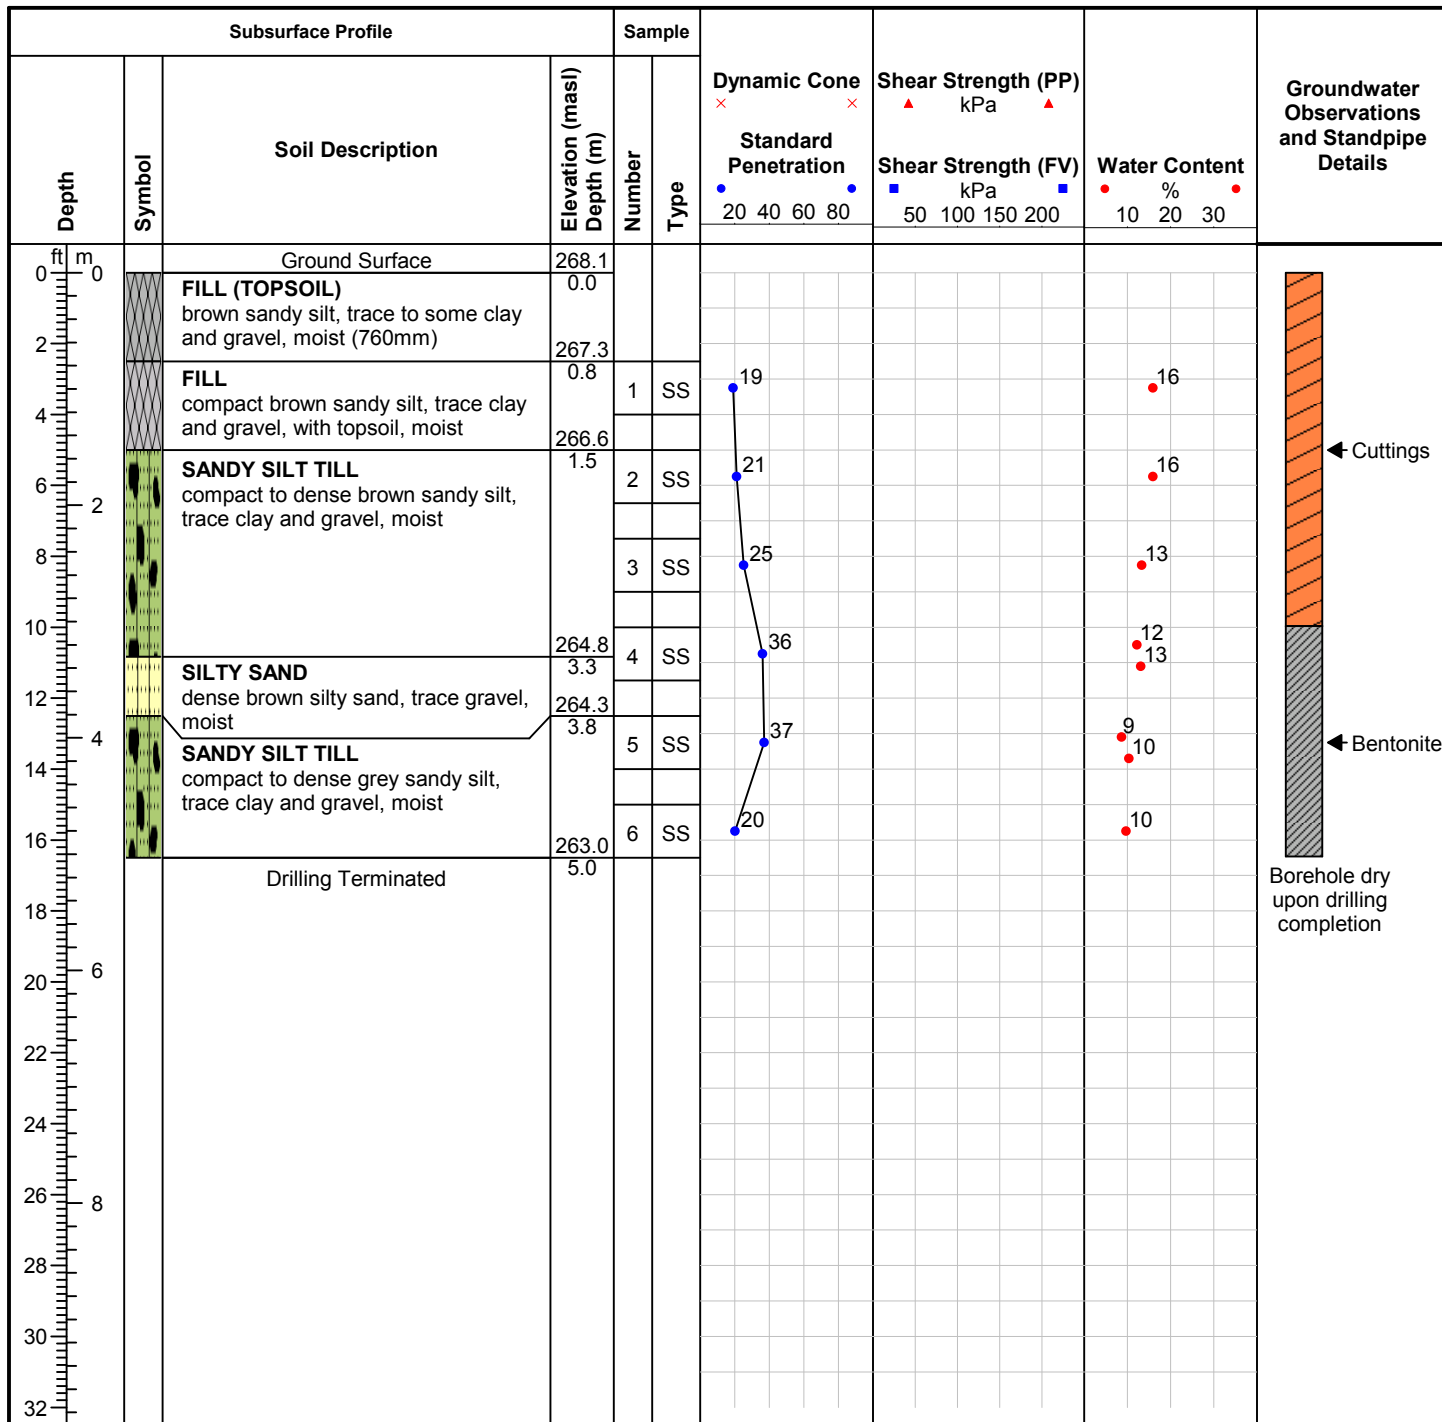 Subsurface Profile
Sample
Depth
Symbol
Soil Description
Elevation (masl)
Depth (m)
Number
Type
Dynamic Cone
Standard
Penetration
20 40 60 80
Shear Strength (PP)
kPa
Shear Strength (FV)
kPa
50 100 150 200
Water Content
%
10 20 30
Groundwater
Observations
and Standpipe
Details
ft m
Ground Surface
268.1
0 0
0.0
FILL (TOPSOIL)
brown sandy silt, trace to some clay
and gravel, moist (760mm)
2
267.3
0.8
FILL
compact brown sandy silt, trace clay
and gravel, with topsoil, moist
1 SS
19
16
4
266.6
1.5
SANDY SILT TILL
compact to dense brown sandy silt,
trace clay and gravel, moist
2 SS
21
16
Cuttings
6
2
8
3 SS
25
13
10
264.8
3.3
4 SS
36
12
13
SILTY SAND
dense brown silty sand, trace gravel,
moist
12
264.3
3.8
4
SANDY SILT TILL
compact to dense grey sandy silt,
trace clay and gravel, moist
5 SS
37
9
10
Bentonite
14
16
263.0
5.0
6 SS
20
10
Drilling Terminated
Borehole dry
upon drilling
completion
18
6
20
22
24
26
8
28
30
32